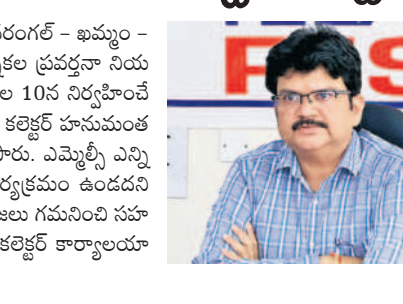 రంగల్ – ఖమ్మం –
కల ప్రవర్తనా నియ
ల 10న నిర్వహించే
కలెక్టర్ హనుమంత
పారు. ఎమ్మెల్సీ ఎన్ని
ర్యక్రమం ఉండదని
జలు గమనించి సహ
కలెక్టర్ కార్యాలయా